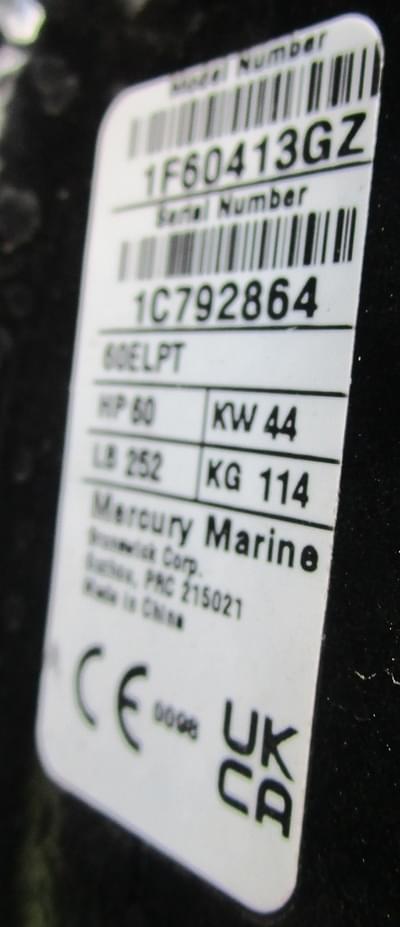 Model Number
1F60413GZ
Serial Number
1C792864
60ELPT
HP 60 KW 44
LB 252 KG 114
Mercury Marine
Brunswick Corp.
Suzhou, PRC 215021
Made in China
CE 0098
UK
CA